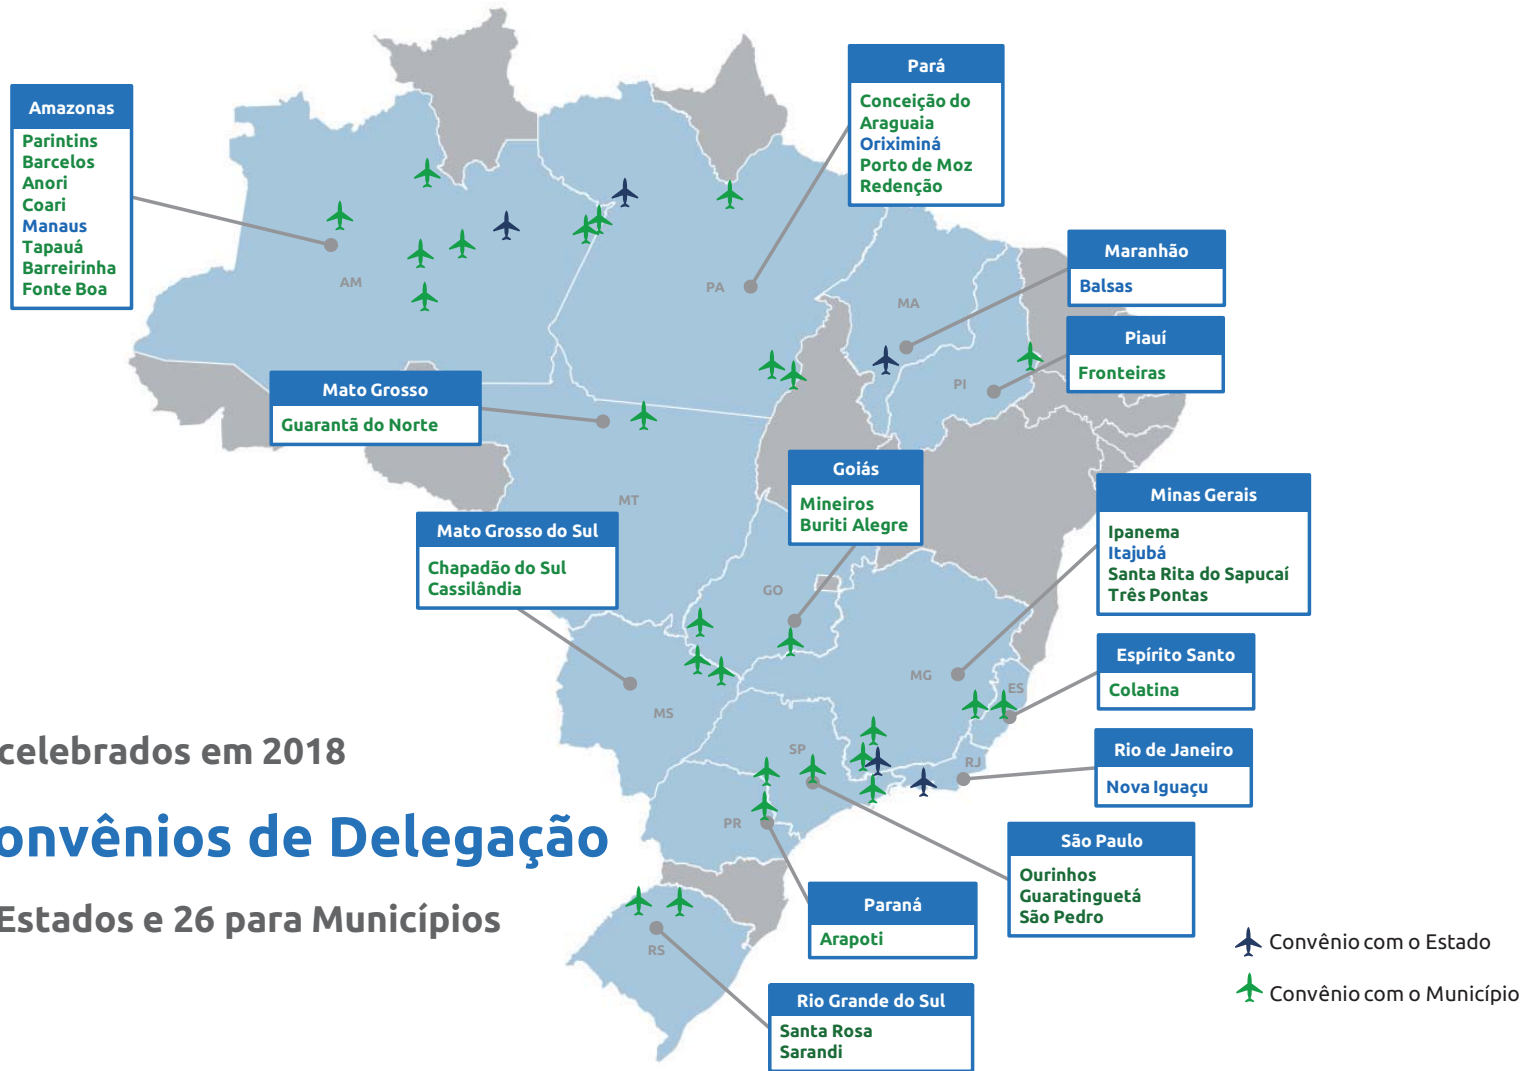 Amazonas
Parintins
Barcelos
Anori
Coari
Manaus
Tapauá
Barreirinha
Fonte Boa
Pará
Conceição do
Araguaia
Oriximiná
Porto de Moz
Redenção
Maranhão
Balsas
Piauí
Fronteiras
Mato Grosso
Guarantã do Norte
Goiás
Mineiros
Buriti Alegre
Minas Gerais
Ipanema
Itajubá
Santa Rita do Sapucaí
Três Pontas
Mato Grosso do Sul
Chapadão do Sul
Cassilândia
Espírito Santo
Colatina
Rio de Janeiro
Nova Iguaçu
São Paulo
Ourinhos
Guaratinguetá
São Pedro
Paraná
Arapoti
Rio Grande do Sul
Santa Rosa
Sarandi
AM
PA
MA
PI
MT
GO
MG
ES
MS
SP
RJ
PR
RS
celebrados em 2018
onvênios de Delegação
Estados e 26 para Municípios
Convênio com o Estado
Convênio com o Município